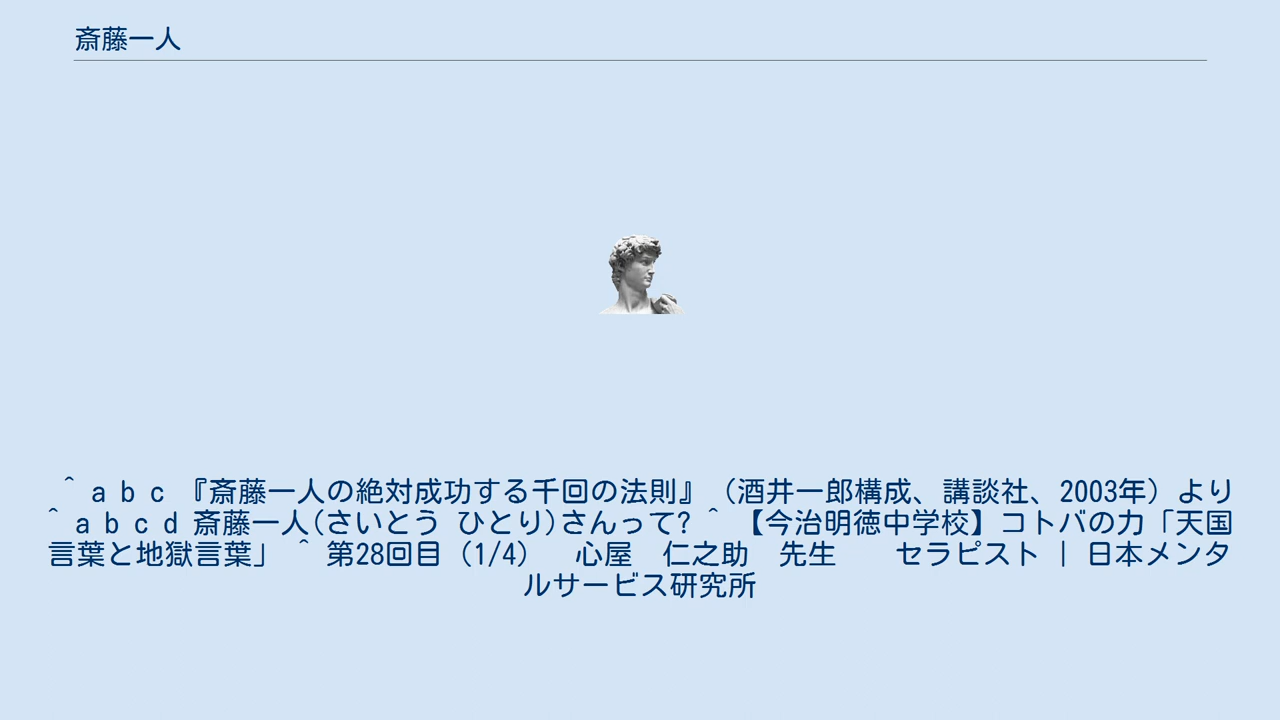 斎藤一人
^ a b c 『斎藤一人の絶対成功する千回の法則』（酒井一郎構成、講談社、2003年）より
^ a b c d 斎藤一人(さいとう ひとり)さんって? ^ 【今治明徳中学校】コトバの力「天国
言葉と地獄言葉」 ^ 第28回目（1/4）　心屋　仁之助　先生　　セラピスト | 日本メンタ
ルサービス研究所